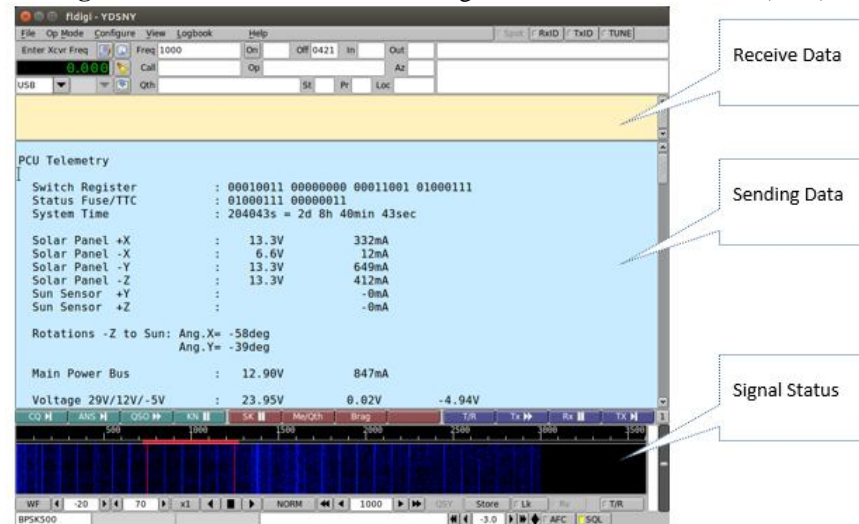 fldigi - YDSNY
File Op Mode Configure View Logbook Help Spot RxID TxID TUNE
Enter Xcvr Freq Freq 1000 On Off 0421 In Out
0.000 Call Op Az
USB Qth St Pr Loc
Receive Data
PCU Telemetry
Switch Register : 00010011 00000000 00011001 01000111
Status Fuse/TTC : 01000111 00000011
System Time : 204043s = 2d 8h 40min 43sec
Sending Data
Solar Panel +X : 13.3V 332mA
Solar Panel -X : 6.6V 12mA
Solar Panel -Y : 13.3V 649mA
Solar Panel -Z : 13.3V 412mA
Sun Sensor +Y : -0mA
Sun Sensor +Z : -0mA
Rotations -Z to Sun: Ang.X= -58deg
Ang.Y= -39deg
Main Power Bus : 12.90V 847mA
Voltage 29V/12V/-5V : 23.95V 0.02V -4.94V
Signal Status
CQ ANS QSO KN SK Me/Qth Brag T/R Tx Rx TX 1
500 1000 1500 2000 2500 3000 3500
WF -20 70 x1 NORM 1000 QSY Store Lk Rv T/R
BPSK500 -3.0 AFC SQL